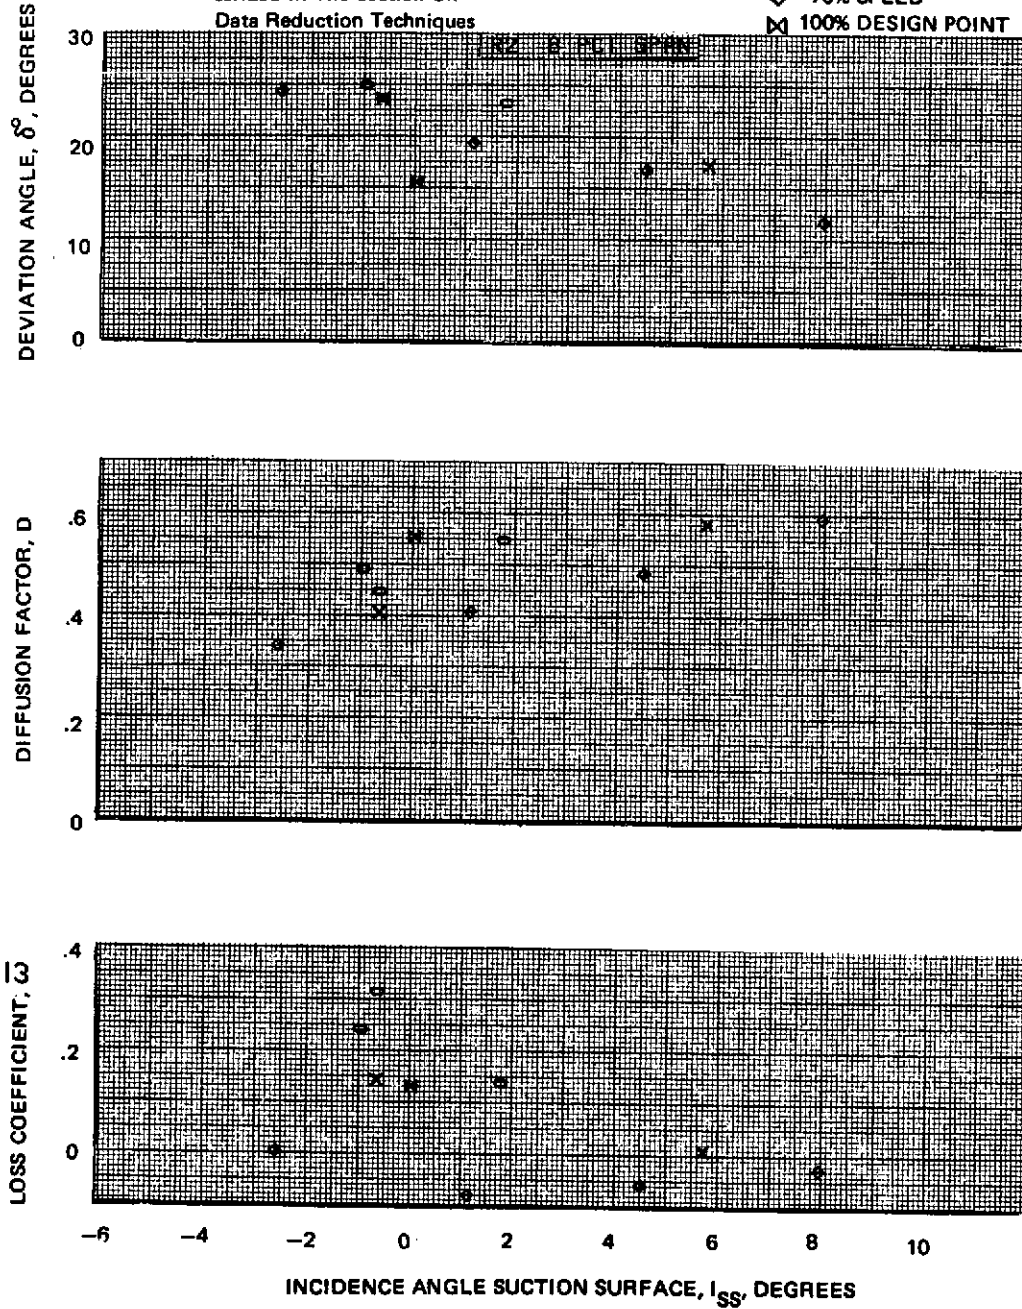 Data Reduction Techniques
100% DESIGN POINT
DEVIATION ANGLE, δ°, DEGREES
30
20
10
0
DIFFUSION FACTOR, D
.6
.4
.2
0
LOSS COEFFICIENT, ω̅
.4
.2
0
−6 −4 −2 0 2 4 6 8 10
INCIDENCE ANGLE SUCTION SURFACE, I_SS, DEGREES